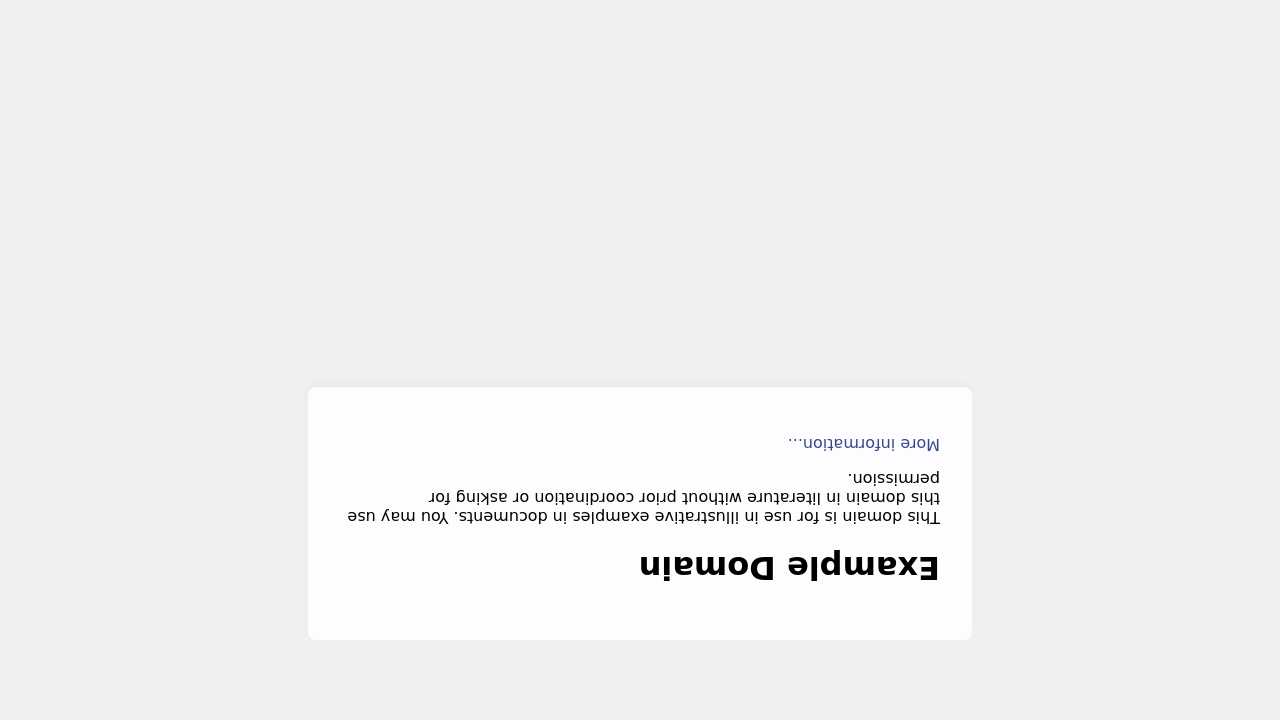 Example Domain
This domain is for use in illustrative examples in documents. You may use
this domain in literature without prior coordination or asking for
permission.
More information...